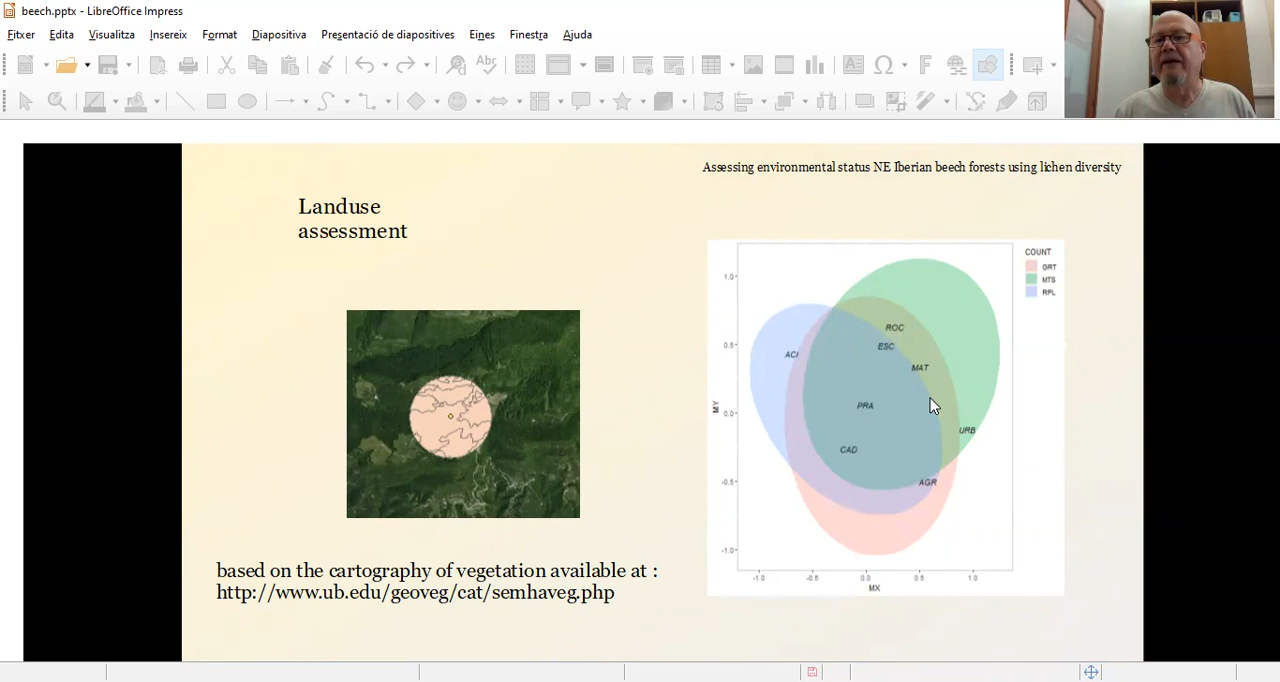 beech.pptx - LibreOffice Impress
Fitxer Edita Visualitza Insereix Format Diapositiva Presentació de diapositives Eines Finestra Ajuda
Assessing environmental status NE Iberian beech forests using lichen diversity
Landuse
assessment
based on the cartography of vegetation available at :
http://www.ub.edu/geoveg/cat/semhaveg.php
COUNT
GRT
MTS
RPL
1.0
0.5
0.0
-0.5
-1.0
MY
ROC
ESC
ACI
MAT
PRA
URB
CAD
AGR
-1.0 -0.5 0.0 0.5 1.0
MX